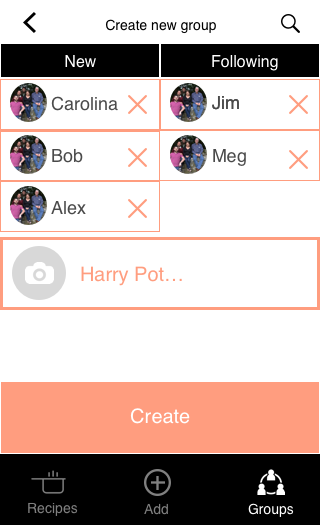 Create new group
New
Following
Carolina
Jim
Bob
Meg
Alex
Harry Pot...
Create
Recipes
Add
Groups